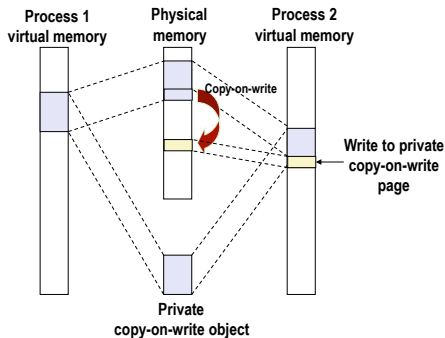 Process 1
virtual memory
Physical
memory
Process 2
virtual memory
Copy-on-write
Write to private
copy-on-write
page
Private
copy-on-write object